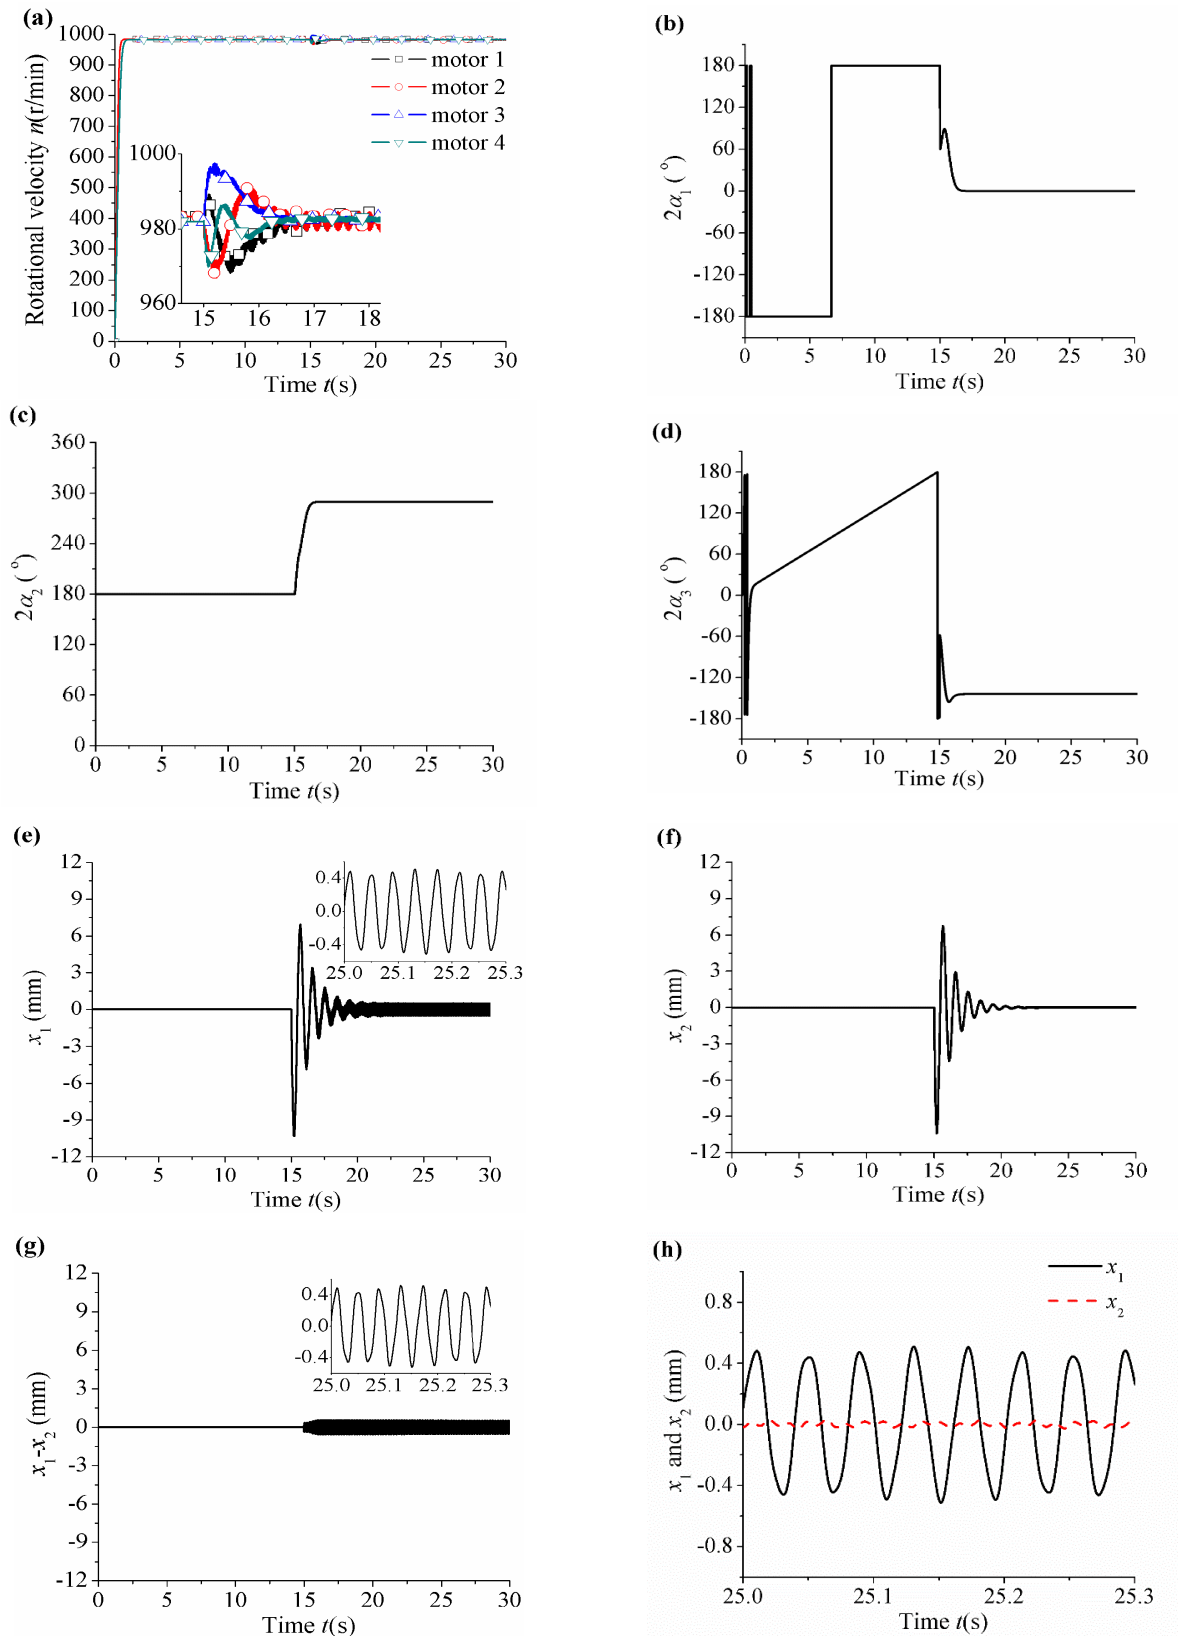 (a)
1000
900
800
700
600
500
400
300
200
100
0
Rotational velocity n(r/min)
motor 1
motor 2
motor 3
motor 4
1000
980
960
15 16 17 18
0 5 10 15 20 25 30
Time t(s)
(b)
180
120
60
0
-60
-120
-180
2α₁ (°)
0 5 10 15 20 25 30
Time t(s)
(c)
360
300
240
180
120
60
0
2α₂ (°)
0 5 10 15 20 25 30
Time t(s)
(d)
180
120
60
0
-60
-120
-180
2α₃ (°)
0 5 10 15 20 25 30
Time t(s)
(e)
12
9
6
3
0
-3
-6
-9
-12
x₁ (mm)
0.4
0.0
-0.4
25.0 25.1 25.2 25.3
0 5 10 15 20 25 30
Time t(s)
(f)
12
9
6
3
0
-3
-6
-9
-12
x₂ (mm)
0 5 10 15 20 25 30
Time t(s)
(g)
12
9
6
3
0
-3
-6
-9
-12
x₁-x₂ (mm)
0.4
0.0
-0.4
25.0 25.1 25.2 25.3
0 5 10 15 20 25 30
Time t(s)
(h)
x₁
x₂
0.8
0.4
0.0
-0.4
-0.8
x₁ and x₂ (mm)
25.0 25.1 25.2 25.3
Time t(s)